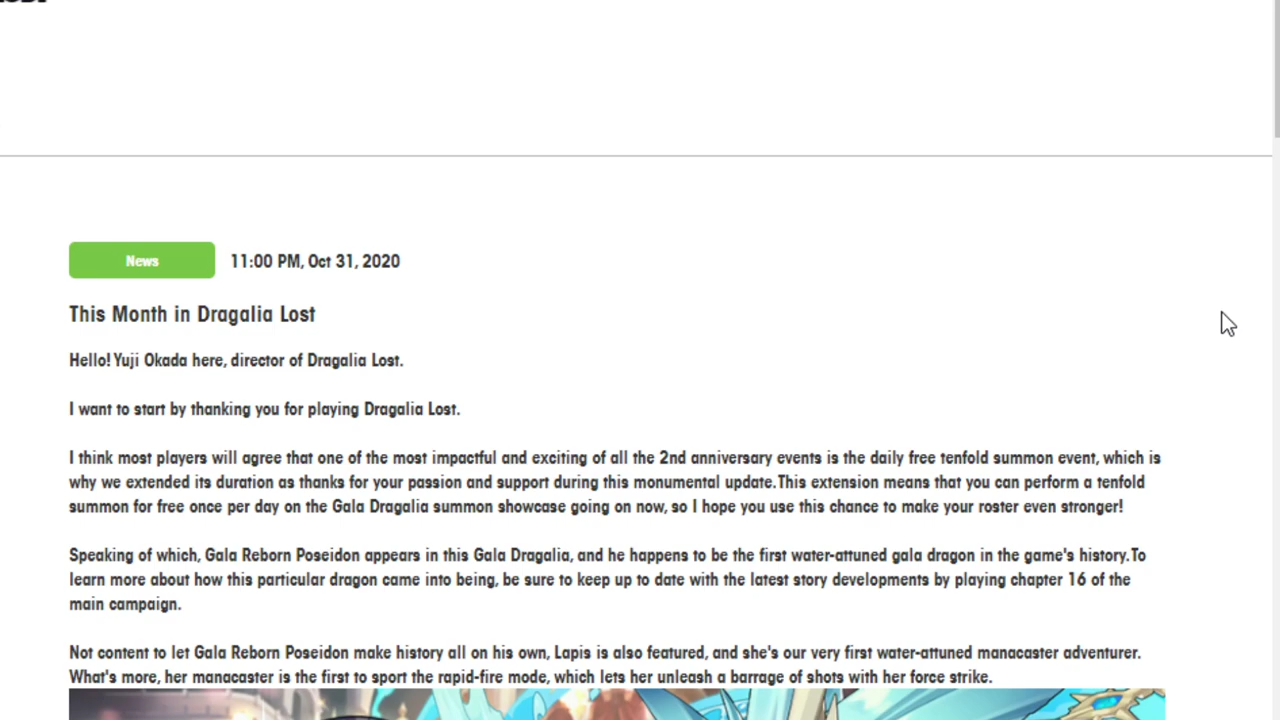 News
11:00 PM, Oct 31, 2020
This Month in Dragalia Lost
Hello! Yuji Okada here, director of Dragalia Lost.
I want to start by thanking you for playing Dragalia Lost.
I think most players will agree that one of the most impactful and exciting of all the 2nd anniversary events is the daily free tenfold summon event, which is
why we extended its duration as thanks for your passion and support during this monumental update. This extension means that you can perform a tenfold
summon for free once per day on the Gala Dragalia summon showcase going on now, so I hope you use this chance to make your roster even stronger!
Speaking of which, Gala Reborn Poseidon appears in this Gala Dragalia, and he happens to be the first water-attuned gala dragon in the game's history. To
learn more about how this particular dragon came into being, be sure to keep up to date with the latest story developments by playing chapter 16 of the
main campaign.
Not content to let Gala Reborn Poseidon make history all on his own, Lapis is also featured, and she's our very first water-attuned manacaster adventurer.
What's more, her manacaster is the first to sport the rapid-fire mode, which lets her unleash a barrage of shots with her force strike.